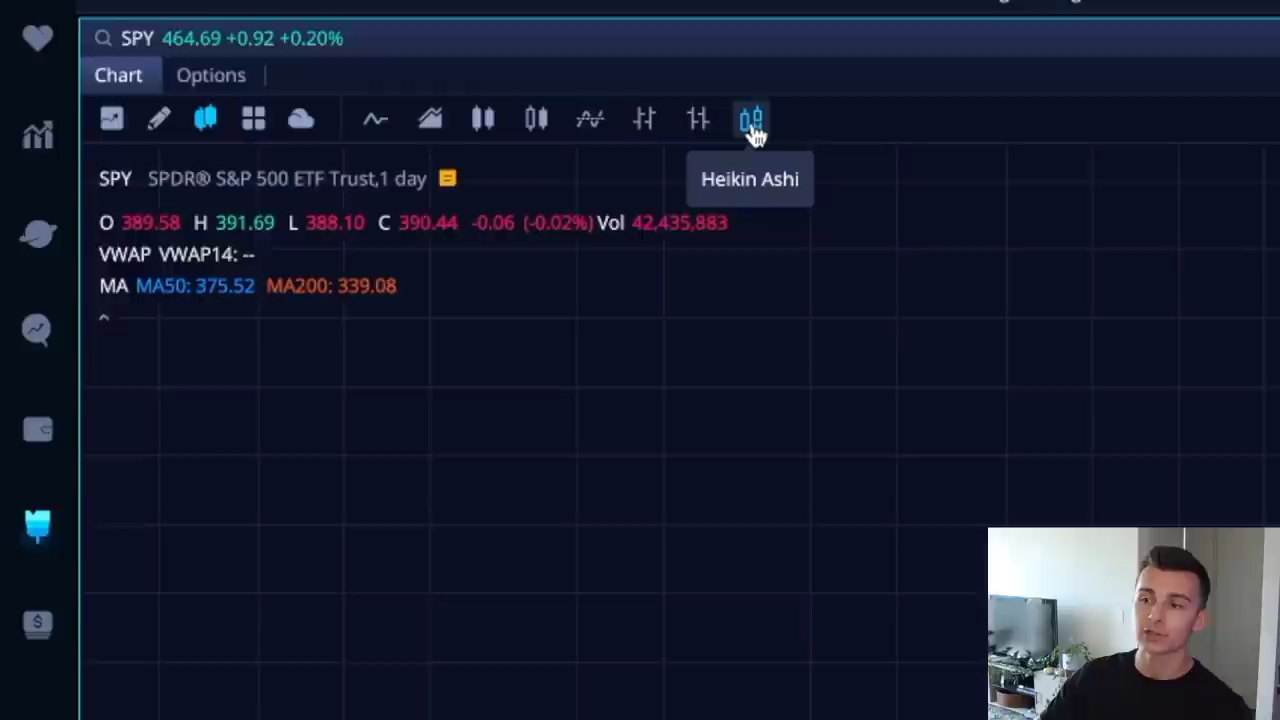 SPY 464.69 +0.92 +0.20%
Chart Options
Heikin Ashi
SPY SPDR® S&P 500 ETF Trust,1 day
O 389.58 H 391.69 L 388.10 C 390.44 -0.06 (-0.02%) Vol 42,435,883
VWAP VWAP14: --
MA MA50: 375.52 MA200: 339.08